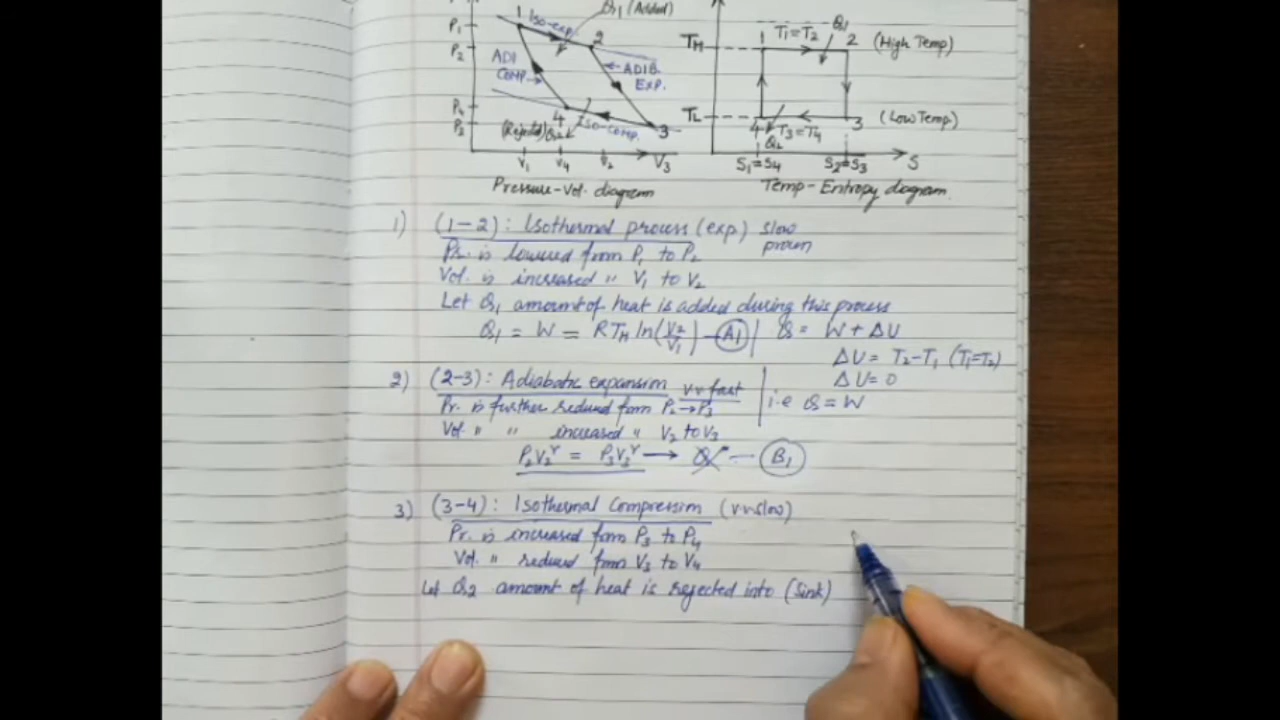 Q1 (Added)
P1
1
Iso-exp.
2
P2
ADI
COMP.
ADIB.
EXP.
P4
P3
4
Iso-comp.
3
(Rejected) Q2
V1 V4 V2 V3
Pressure-Vol. diagram
TH
1 T1=T2 Q1 2 (High Temp)
TL
4 T3=T4 3 (Low Temp)
Q2
S1=S4 S2=S3 S
Temp-Entropy diagram
1) (1-2): Isothermal process (exp) slow
Pr. is lowered from P1 to P2
Vol. is increased " V1 to V2
Let Q1 amount of heat is added during this process
Q1 = W = RTH ln(V2/V1) - A1 | Q = W + ΔU
ΔU = T2-T1 (T1=T2)
ΔU = 0
i.e Q = W
2) (2-3): Adiabatic expansion v.v fast
Pr. is further reduced from P2→P3
Vol. " " increased " V2 to V3
P2V2^γ = P3V3^γ → Q - B1
3) (3-4): Isothermal Compression (v.v slow)
Pr. is increased from P3 to P4
Vol. " reduced from V3 to V4
Let Q2 amount of heat is rejected into (Sink)